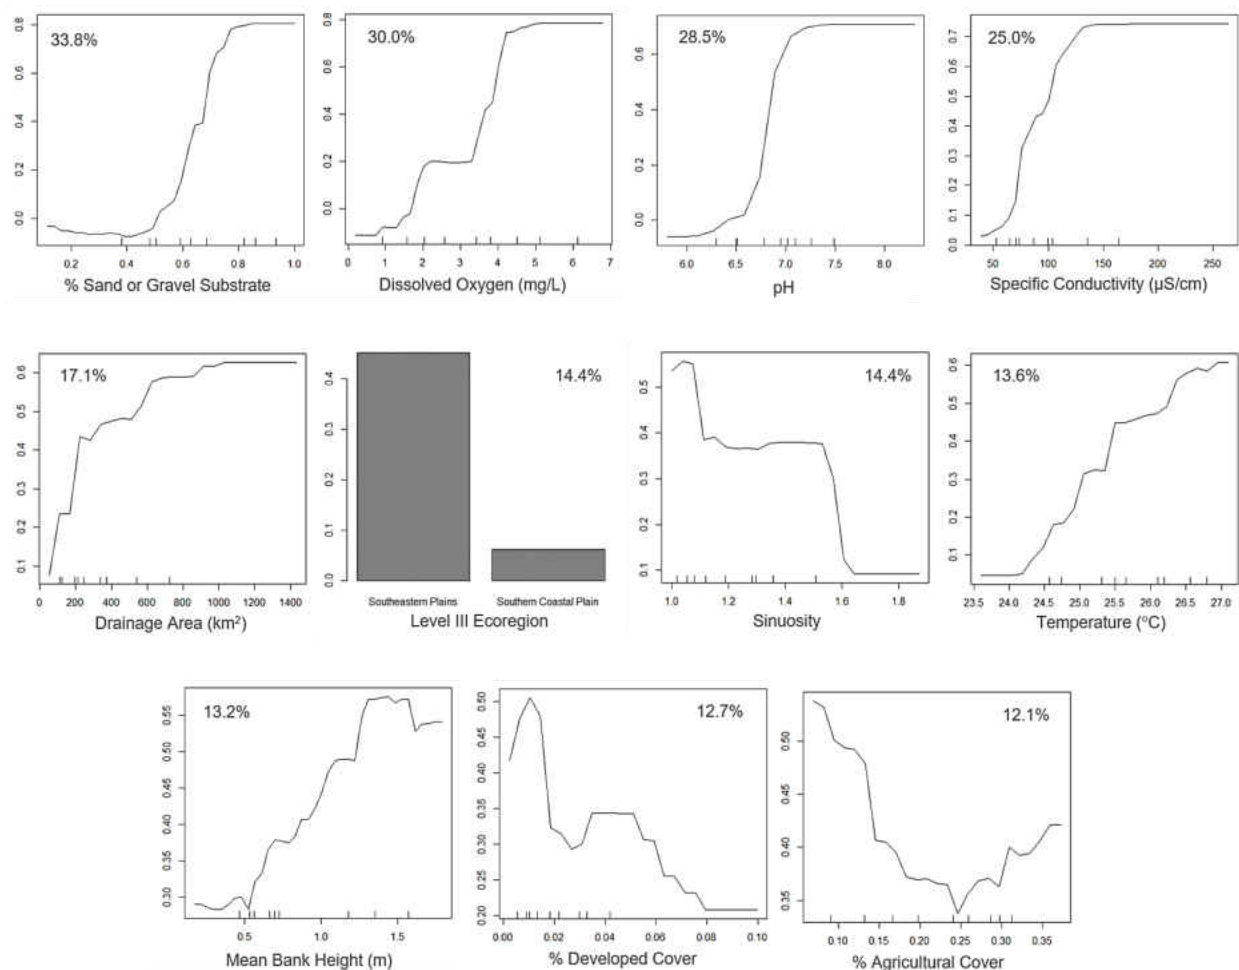 33.8%
0.0 0.2 0.4 0.6 0.8
0.2 0.4 0.6 0.8 1.0
% Sand or Gravel Substrate
30.0%
0.0 0.2 0.4 0.6 0.8
0 1 2 3 4 5 6 7
Dissolved Oxygen (mg/L)
28.5%
0.0 0.2 0.4 0.6
6.0 6.5 7.0 7.5 8.0
pH
25.0%
0.0 0.1 0.2 0.3 0.4 0.5 0.6 0.7
50 100 150 200 250
Specific Conductivity (µS/cm)
17.1%
0.1 0.2 0.3 0.4 0.5 0.6
0 200 400 600 800 1000 1200 1400
Drainage Area (km²)
14.4%
0.0 0.1 0.2 0.3 0.4
Southeastern Plains Southern Coastal Plain
Level III Ecoregion
14.4%
0.1 0.2 0.3 0.4 0.5
1.0 1.2 1.4 1.6 1.8
Sinuosity
13.6%
0.1 0.2 0.3 0.4 0.5 0.6
23.5 24.0 24.5 25.0 25.5 26.0 26.5 27.0
Temperature (°C)
13.2%
0.30 0.35 0.40 0.45 0.50 0.55
0.5 1.0 1.5
Mean Bank Height (m)
12.7%
0.20 0.25 0.30 0.35 0.40 0.45 0.50
0.00 0.02 0.04 0.06 0.08 0.10
% Developed Cover
12.1%
0.35 0.40 0.45 0.50
0.10 0.15 0.20 0.25 0.30 0.35
% Agricultural Cover